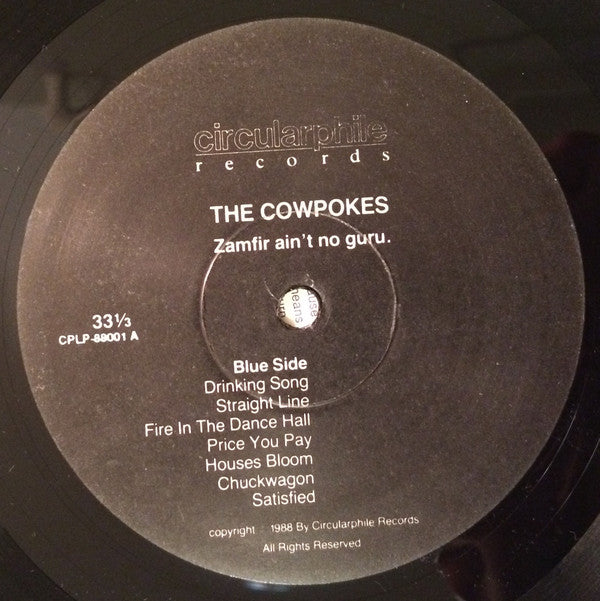 circularphile
records
THE COWPOKES
Zamfir ain't no guru.
33⅓
CPLP-88001 A
Blue Side
Drinking Song
Straight Line
Fire In The Dance Hall
Price You Pay
Houses Bloom
Chuckwagon
Satisfied
copyright 1988 By Circularphile Records
All Rights Reserved
means